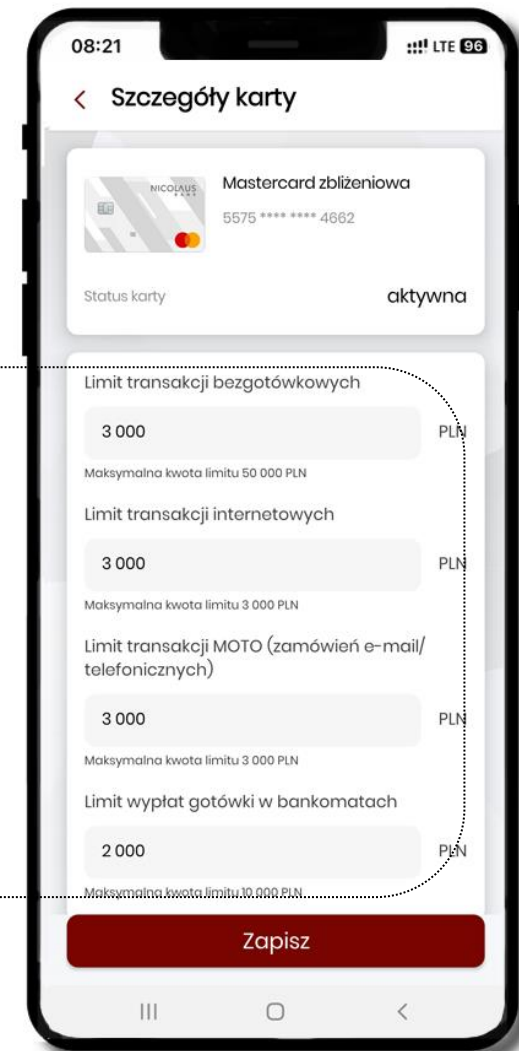 08:21
LTE 96
Szczegóły karty
NICOLAUS
BANK
Mastercard zbliżeniowa
5575 **** **** 4662
Status karty
aktywna
Limit transakcji bezgotówkowych
3 000 PLN
Maksymalna kwota limitu 50 000 PLN
Limit transakcji internetowych
3 000 PLN
Maksymalna kwota limitu 3 000 PLN
Limit transakcji MOTO (zamówień e-mail/
telefonicznych)
3 000 PLN
Maksymalna kwota limitu 3 000 PLN
Limit wypłat gotówki w bankomatach
2 000 PLN
Maksymalna kwota limitu 10 000 PLN
Zapisz